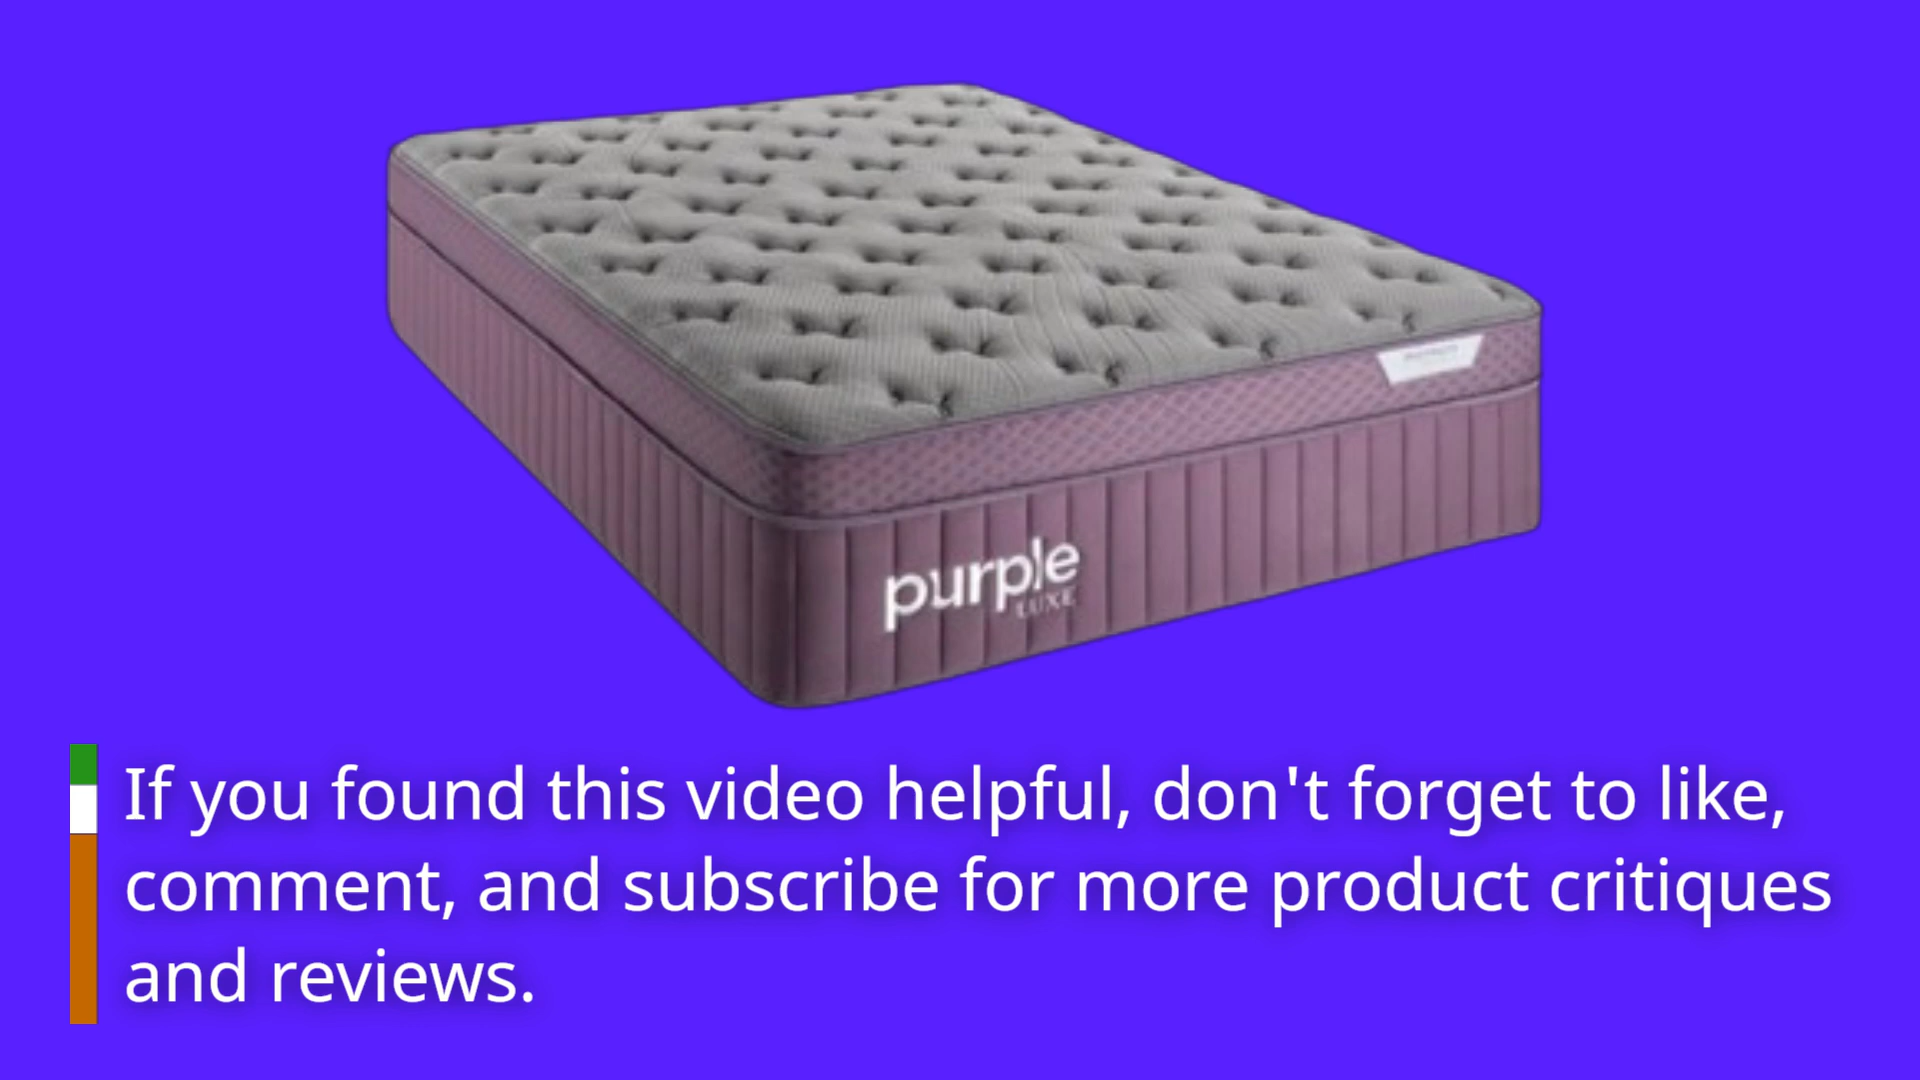 purple
LUXE
If you found this video helpful, don't forget to like,
comment, and subscribe for more product critiques
and reviews.